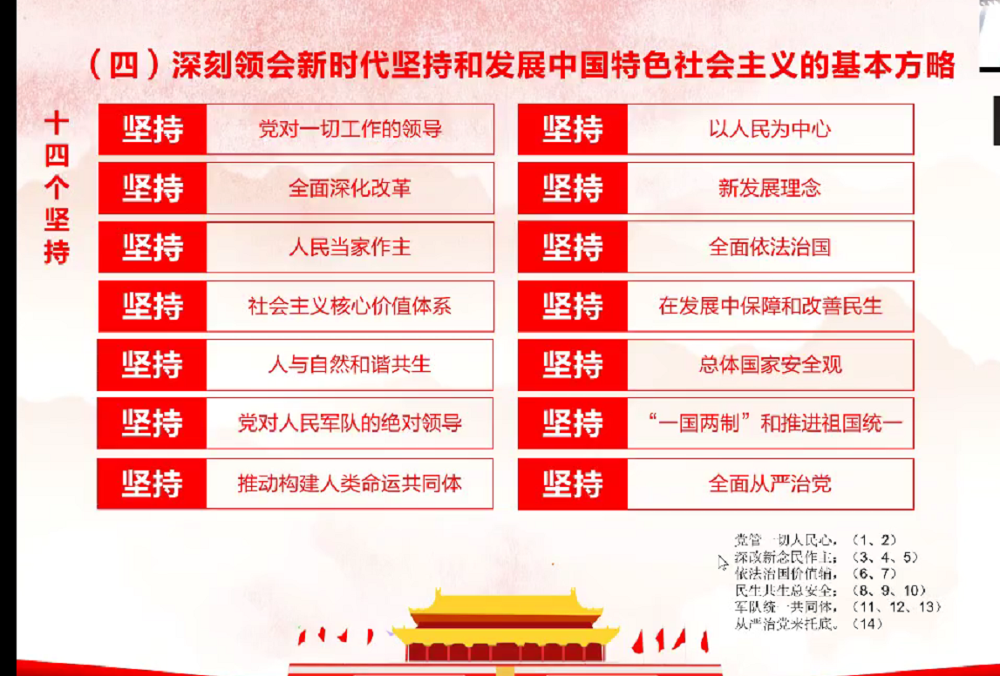 （四）深刻领会新时代坚持和发展中国特色社会主义的基本方略
十四个坚持
坚持 党对一切工作的领导
坚持 以人民为中心
坚持 全面深化改革
坚持 新发展理念
坚持 人民当家作主
坚持 全面依法治国
坚持 社会主义核心价值体系
坚持 在发展中保障和改善民生
坚持 人与自然和谐共生
坚持 总体国家安全观
坚持 党对人民军队的绝对领导
坚持 “一国两制”和推进祖国统一
坚持 推动构建人类命运共同体
坚持 全面从严治党
党管一切人民心，（1、2）
深改新念民作主；（3、4、5）
依法治国价值辅，（6、7）
民生共生总安全；（8、9、10）
军队统一共同体，（11、12、13）
从严治党来托底。（14）